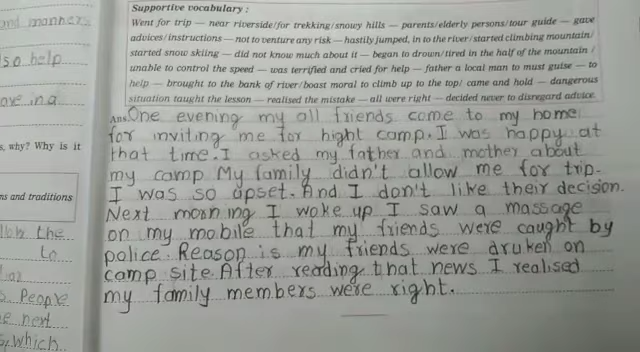 and manners
so help
ove in a
s, why? Why is it
ns and traditions
low the
to
s People
e next
which
Supportive vocabulary :
Went for trip — near riverside/for trekking/snowy hills — parents/elderly persons/tour guide — gave
advices/instructions — not to venture any risk — hastily jumped, in to the river/started climbing mountain/
started snow skiing — did not know much about it — began to drown/tired in the half of the mountain /
unable to control the speed — was terrified and cried for help — father a local man to must guise — to
help — brought to the bank of river/boast moral to climb up to the top/ came and hold — dangerous
situation taught the lesson — realised the mistake — all were right — decided never to disregard advice.
Ans. One evening my all friends come to my home
for inviting me for hight camp. I was happy at
that time. I asked my father and mother about
my camp My family didn't allow me for trip.
I was so upset. And I don't like their decision.
Next morning I woke up I saw a massage
on my mobile that my friends were caught by
police. Reason is my friends were druken on
camp site. After reading that news I realised
my family members were right.